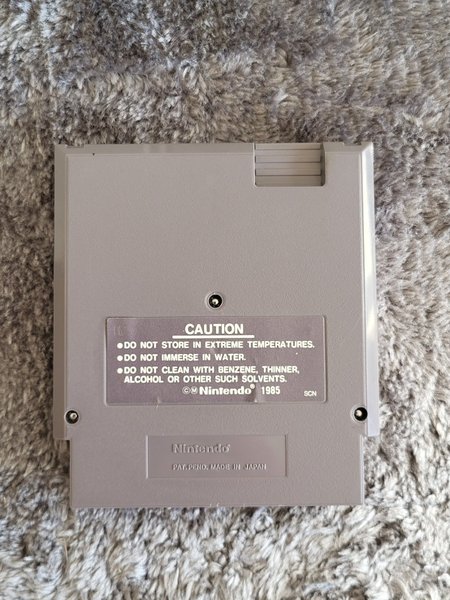 CAUTION
●DO NOT STORE IN EXTREME TEMPERATURES.
●DO NOT IMMERSE IN WATER.
●DO NOT CLEAN WITH BENZENE, THINNER,
ALCOHOL OR OTHER SUCH SOLVENTS.
©Ⓜ Nintendo® 1985 SCN
Nintendo®
PAT. PEND. MADE IN JAPAN